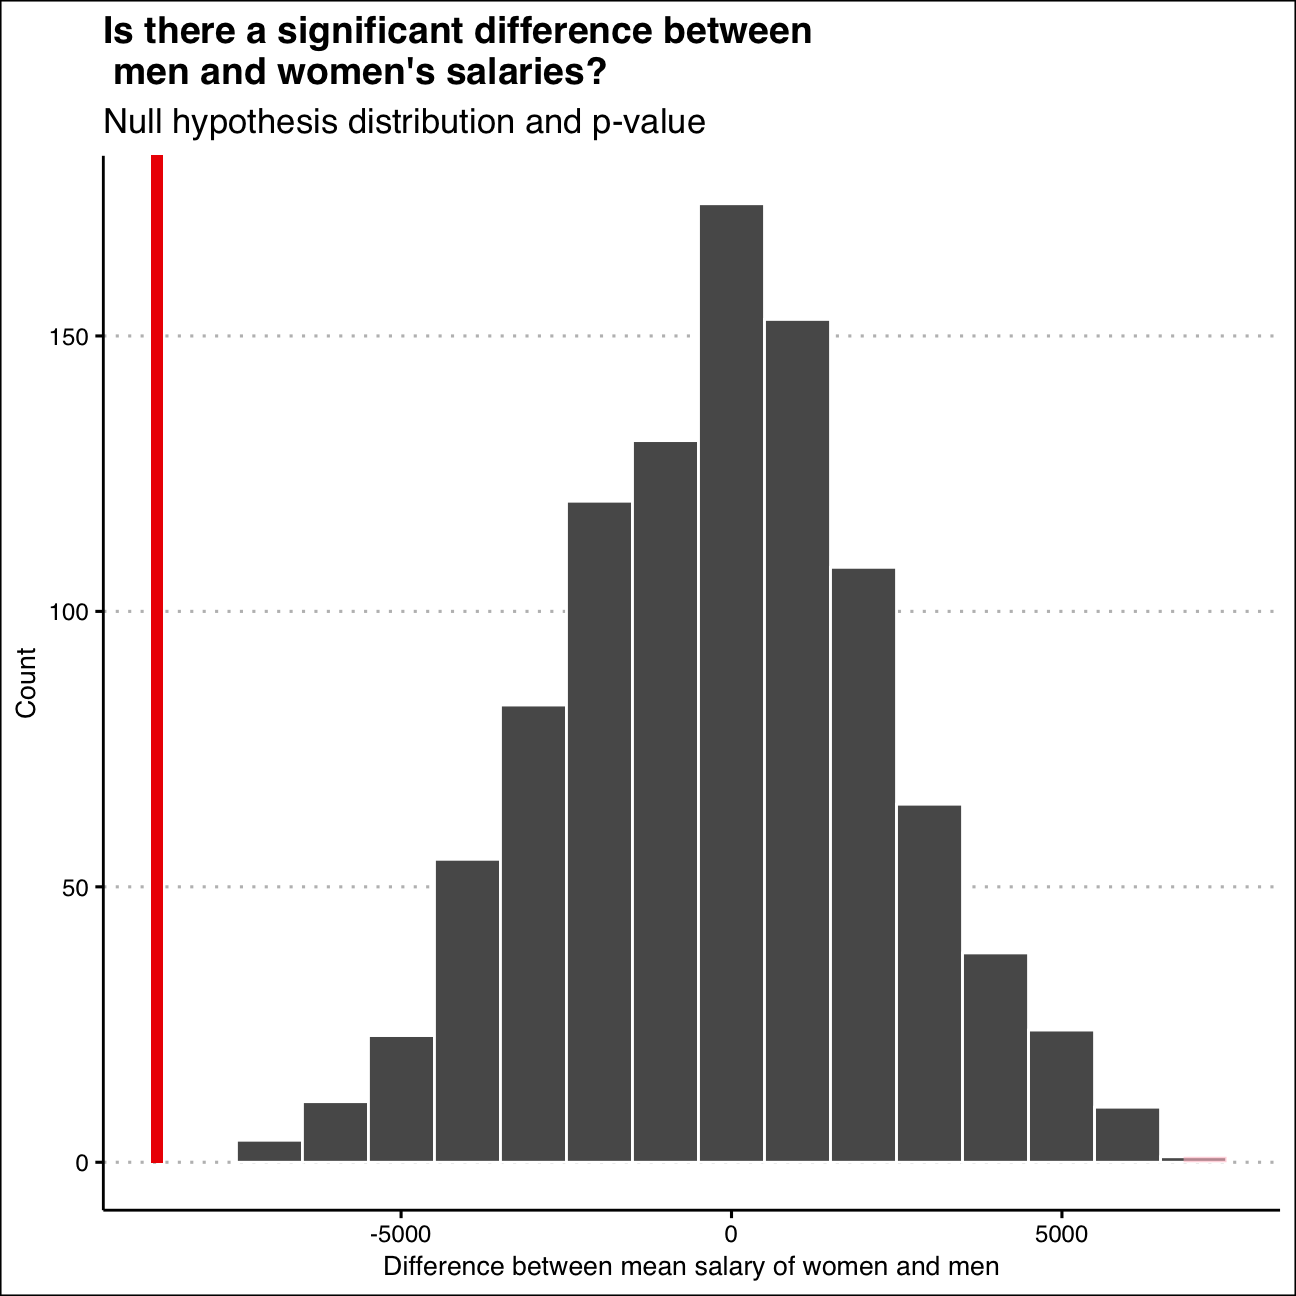 Is there a significant difference between
men and women's salaries?
Null hypothesis distribution and p-value
150
100
50
0
Count
-5000
0
5000
Difference between mean salary of women and men